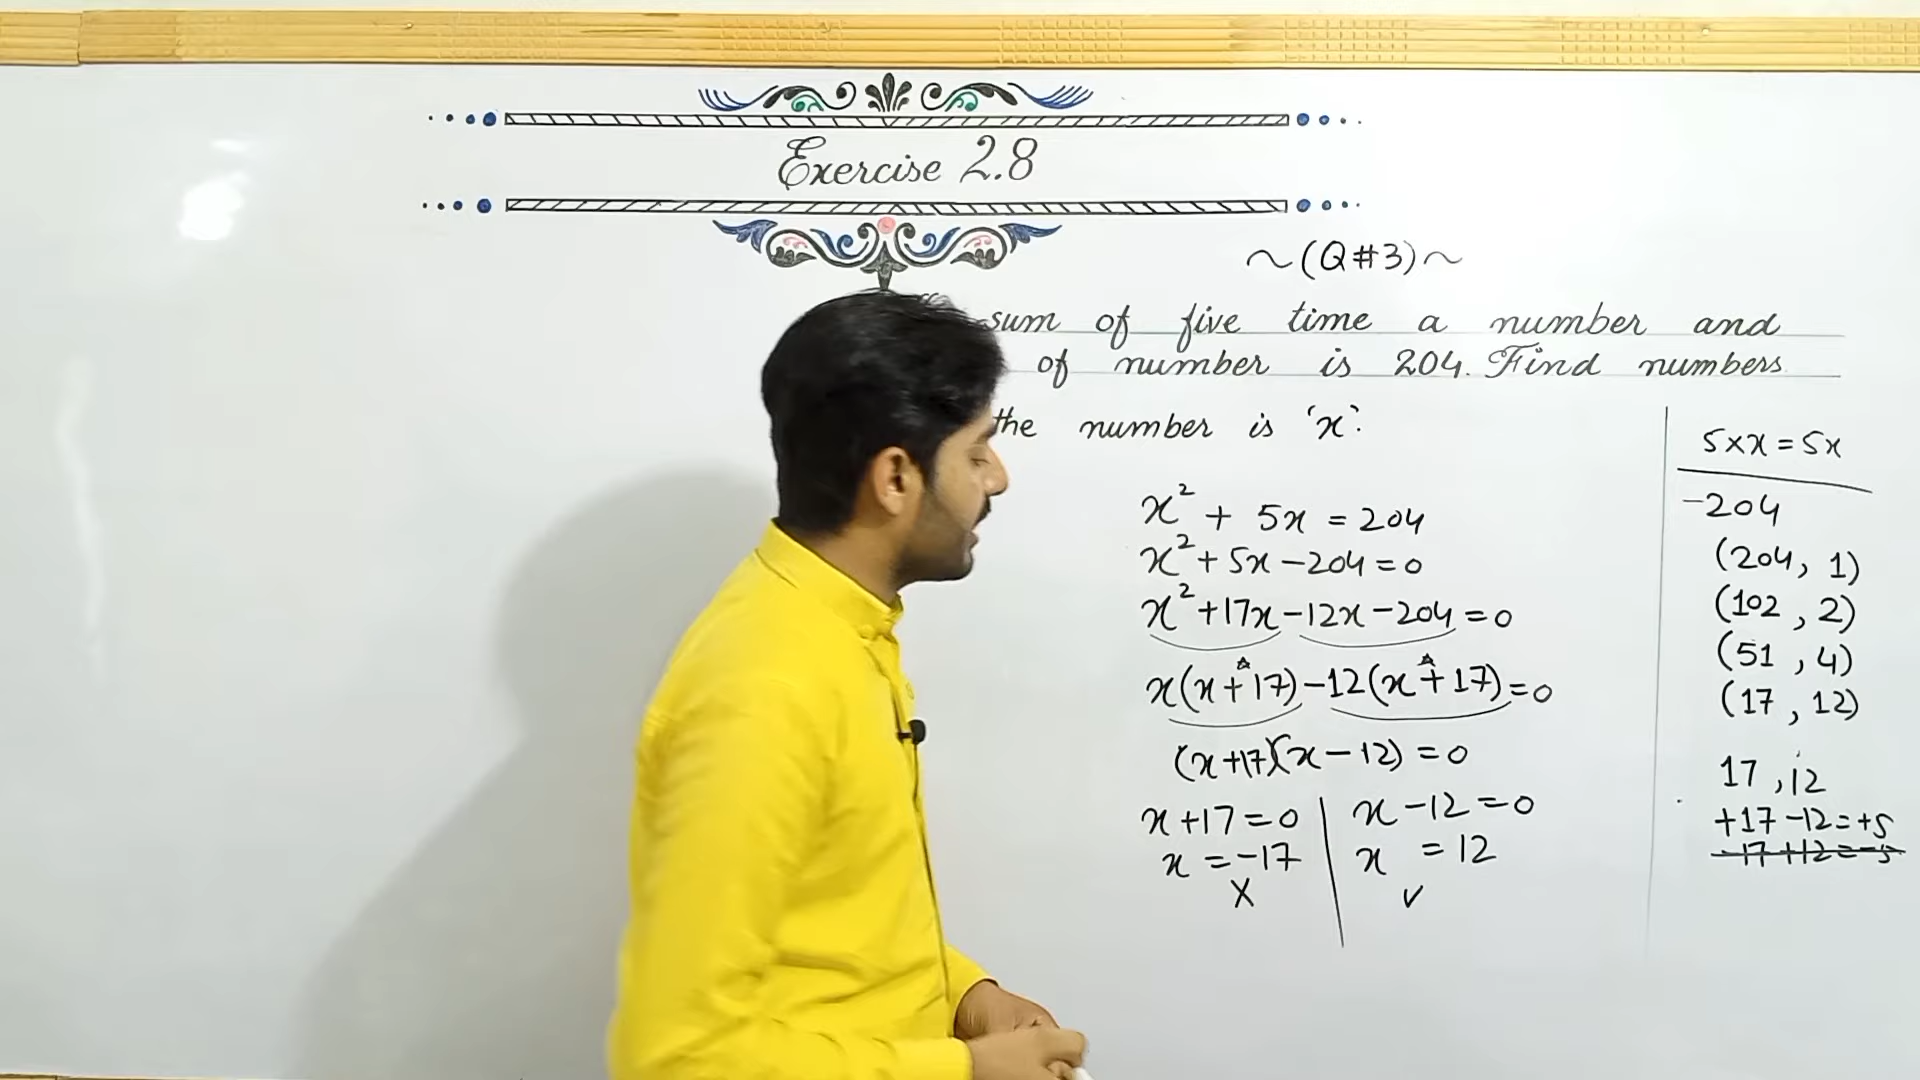 Exercise 2.8
~(Q#3)~
sum of five time a number and
of number is 204. Find numbers
the number is 'x'.
x² + 5x = 204
x² + 5x - 204 = 0
x² + 17x - 12x - 204 = 0
x(x + 17) - 12(x + 17) = 0
(x+17)(x - 12) = 0
x + 17 = 0
x = -17
X
x - 12 = 0
x = 12
✓
5×x = 5x
-204
(204, 1)
(102, 2)
(51, 4)
(17, 12)
17, 12
+17 - 12 = +5
-17 + 12 = -5